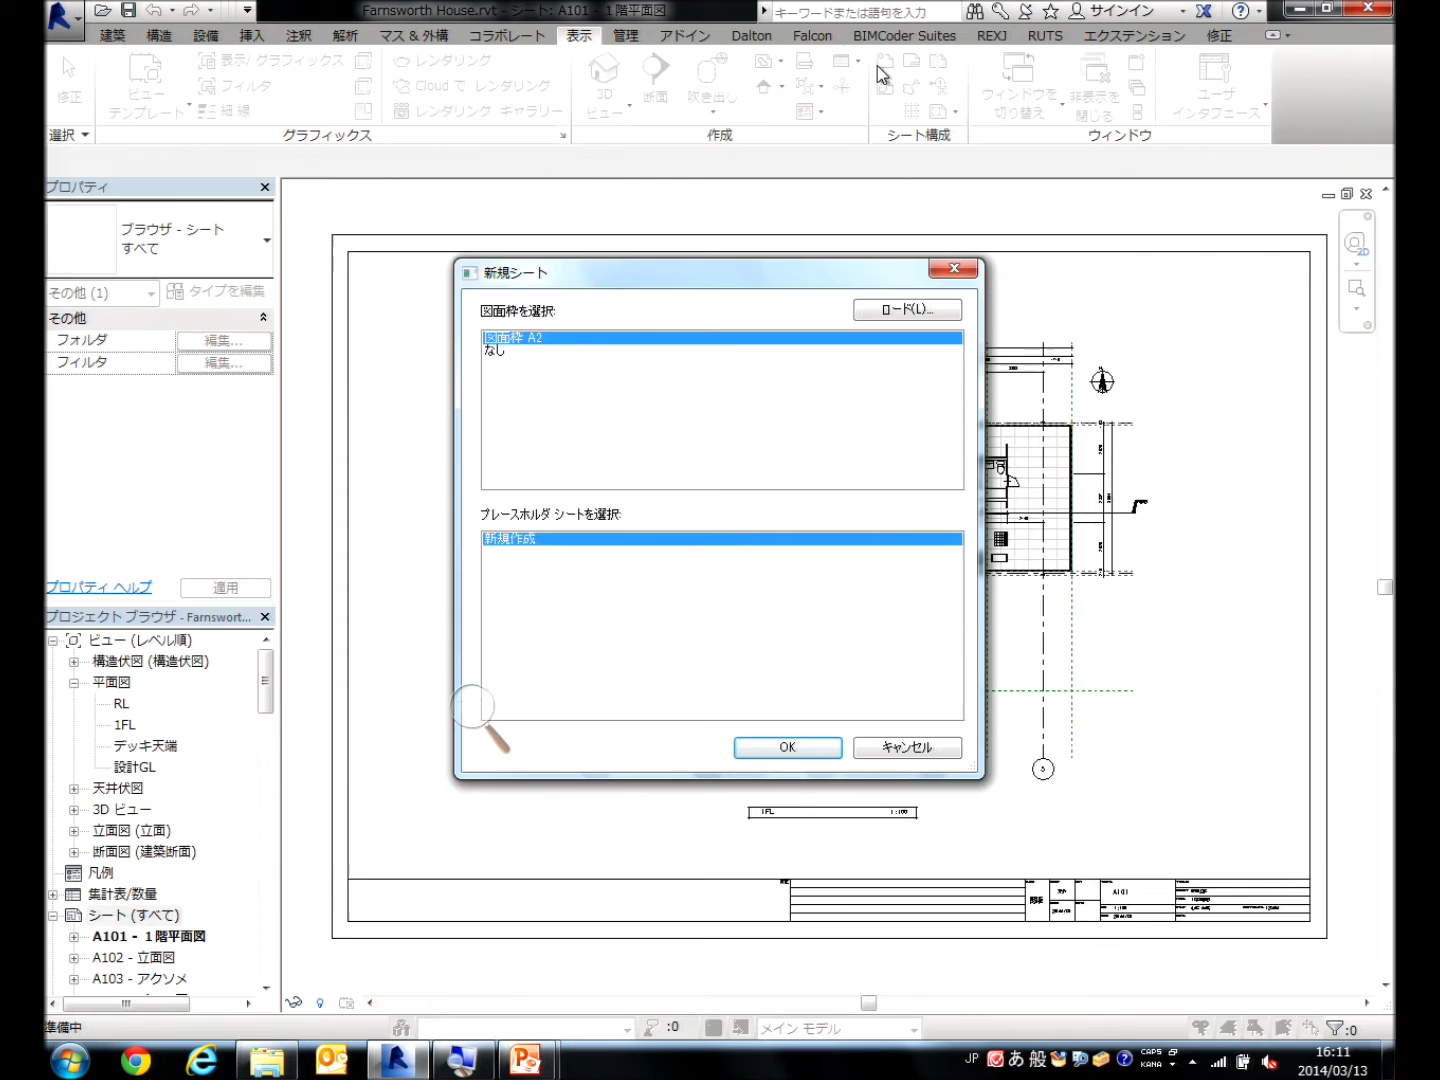 Farnsworth House.rvt - シート: A101 - 1階平面図
キーワードまたは語句を入力
サインイン
建築 構造 設備 挿入 注釈 解析 マス & 外構 コラボレート 表示 管理 アドイン Dalton Falcon BIMCoder Suites REXJ RUTS エクステンション 修正
修正
ビュー
テンプレート
表示/ グラフィックス
フィルタ
細 線
レンダリング
Cloud で レンダリング
レンダリング ギャラリー
3D
ビュー
断面
吹き出し
ウィンドウを
切り替え
非表示を
閉じる
ユーザ
インタフェース
選択 グラフィックス 作成 シート構成 ウィンドウ
プロパティ
ブラウザ - シート
すべて
その他 (1)
タイプを編集
その他
フォルダ 編集...
フィルタ 編集...
プロパティ ヘルプ 適用
プロジェクト ブラウザ - Farnswort...
ビュー (レベル順)
構造伏図 (構造伏図)
平面図
RL
1FL
デッキ天端
設計GL
天井伏図
3D ビュー
立面図 (立面)
断面図 (建築断面)
凡例
集計表/数量
シート (すべて)
A101 - 1階平面図
A102 - 立面図
A103 - アクソメ
新規シート
図面枠を選択:
ロード(L)...
図面枠 A2
なし
プレースホルダ シートを選択:
新規作成
OK キャンセル
2D
1FL 1 : 100
A101
準備中
:0
メイン モデル
:0
JP あ 般 CAPS
KANA
16:11
2014/03/13